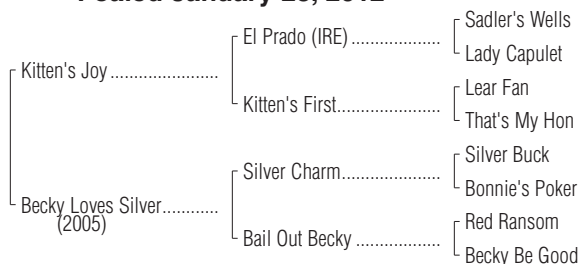 Foaled January 2012
Sadler's Wells
El Prado (IRE)....................
Lady Capulet
Kitten's Joy........................
Lear Fan
Kitten's First.......................
That's My Hon
Silver Buck
Silver Charm......................
Bonnie's Poker
Becky Loves Silver............
(2005)
Red Ransom
Bail Out Becky ..................
Becky Be Good